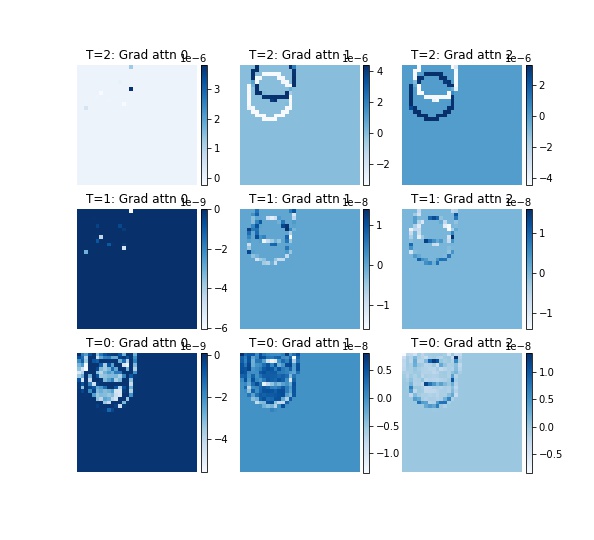 T=2: Grad attn 0
1e−6
3
2
1
0
T=2: Grad attn 1
1e−6
4
2
0
−2
T=2: Grad attn 2
1e−6
2
0
−2
−4
T=1: Grad attn 0
1e−9
0
−2
−4
−6
T=1: Grad attn 1
1e−8
1
0
−1
T=1: Grad attn 2
1e−8
1
0
−1
T=0: Grad attn 0
1e−9
0
−2
−4
T=0: Grad attn 1
1e−8
0.5
0.0
−0.5
−1.0
T=0: Grad attn 2
1e−8
1.0
0.5
0.0
−0.5